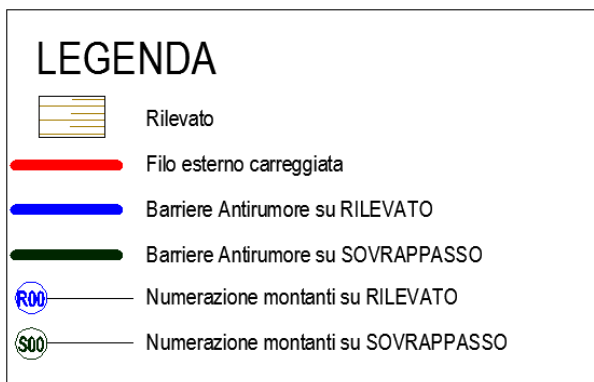 LEGENDA
Rilevato
Filo esterno carreggiata
Barriere Antirumore su RILEVATO
Barriere Antirumore su SOVRAPPASSO
R00 Numerazione montanti su RILEVATO
S00 Numerazione montanti su SOVRAPPASSO